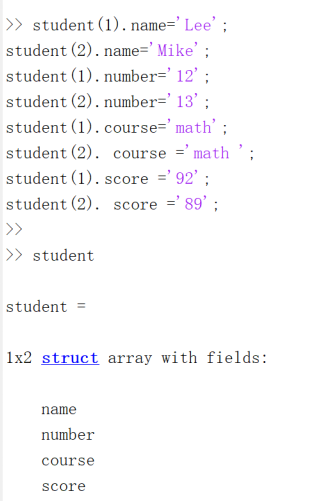 >> student(1).name='Lee';
student(2).name='Mike';
student(1).number='12';
student(2).number='13';
student(1).course='math';
student(2). course ='math ';
student(1).score ='92';
student(2). score ='89';
>>
>> student
student =
1x2 struct array with fields:
name
number
course
score